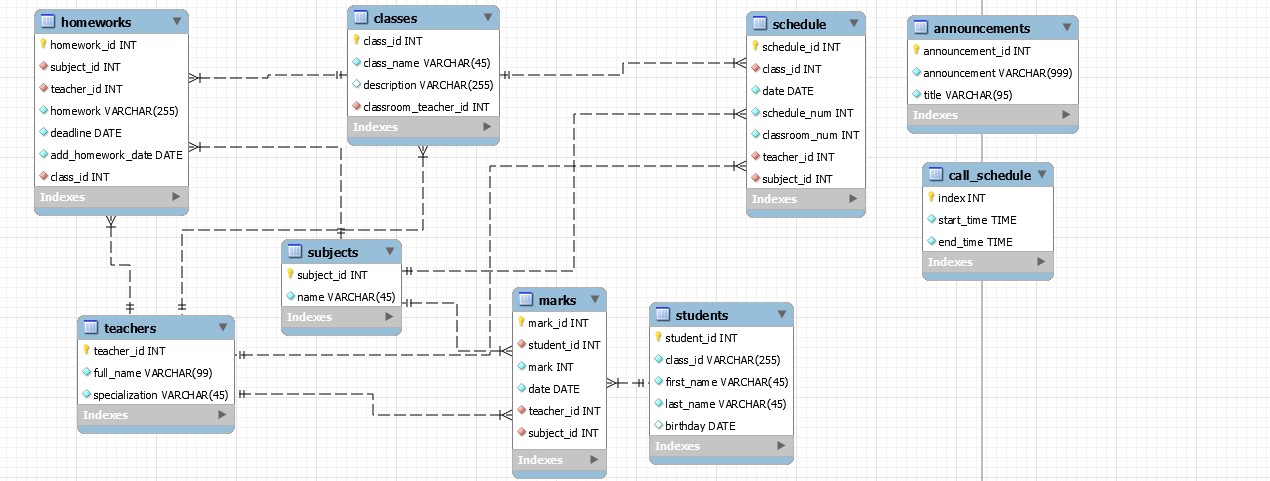 homeworks
homework_id INT
subject_id INT
teacher_id INT
homework VARCHAR(255)
deadline DATE
add_homework_date DATE
class_id INT
Indexes
classes
class_id INT
class_name VARCHAR(45)
description VARCHAR(255)
classroom_teacher_id INT
Indexes
schedule
schedule_id INT
class_id INT
date DATE
schedule_num INT
classroom_num INT
teacher_id INT
subject_id INT
Indexes
announcements
announcement_id INT
announcement VARCHAR(999)
title VARCHAR(95)
Indexes
call_schedule
index INT
start_time TIME
end_time TIME
Indexes
subjects
subject_id INT
name VARCHAR(45)
Indexes
teachers
teacher_id INT
full_name VARCHAR(99)
specialization VARCHAR(45)
Indexes
marks
mark_id INT
student_id INT
mark INT
date DATE
teacher_id INT
subject_id INT
Indexes
students
student_id INT
class_id VARCHAR(255)
first_name VARCHAR(45)
last_name VARCHAR(45)
birthday DATE
Indexes